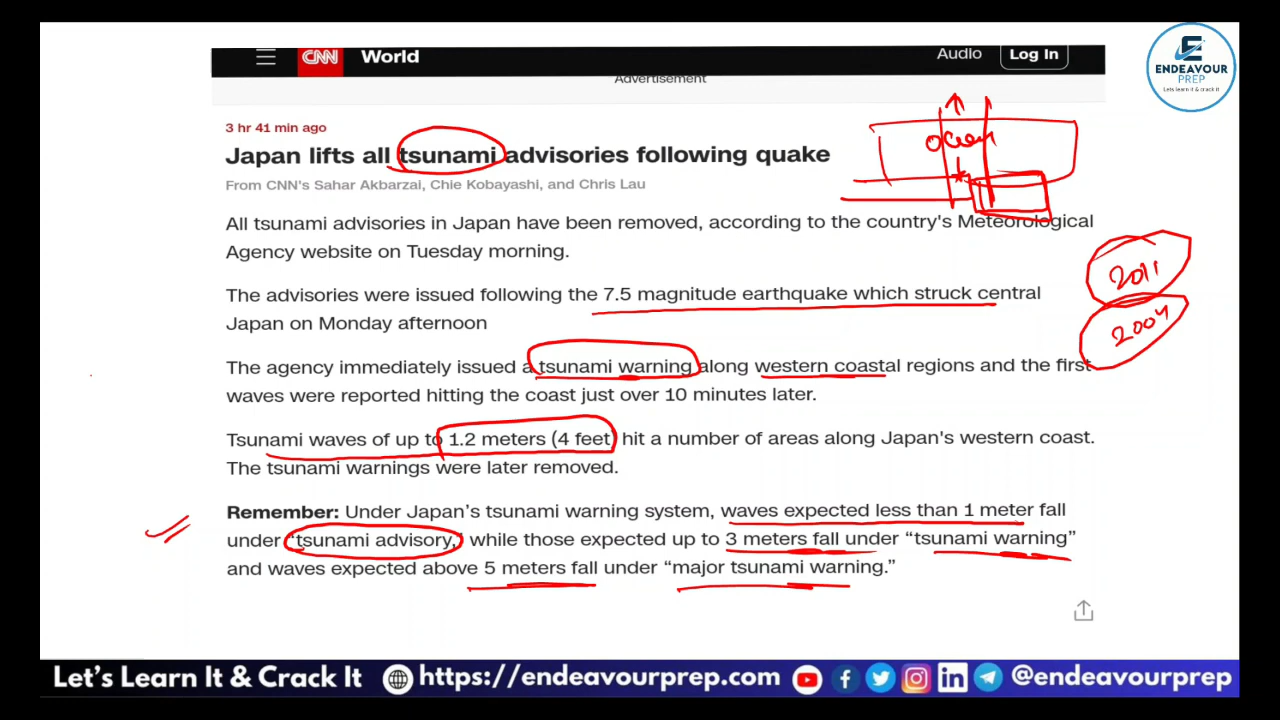 CNN World Audio Log In
Advertisement
ENDEAVOUR
PREP
Lets learn it & crack it
3 hr 41 min ago
ocean
Japan lifts all tsunami advisories following quake
From CNN's Sahar Akbarzai, Chie Kobayashi, and Chris Lau
All tsunami advisories in Japan have been removed, according to the country's Meteorological
Agency website on Tuesday morning.
2011
The advisories were issued following the 7.5 magnitude earthquake which struck central
Japan on Monday afternoon
2004
The agency immediately issued a tsunami warning along western coastal regions and the first
waves were reported hitting the coast just over 10 minutes later.
Tsunami waves of up to 1.2 meters (4 feet) hit a number of areas along Japan's western coast.
The tsunami warnings were later removed.
Remember: Under Japan's tsunami warning system, waves expected less than 1 meter fall
under “tsunami advisory,” while those expected up to 3 meters fall under “tsunami warning”
and waves expected above 5 meters fall under “major tsunami warning.”
Let's Learn It & Crack It https://endeavourprep.com @endeavourprep